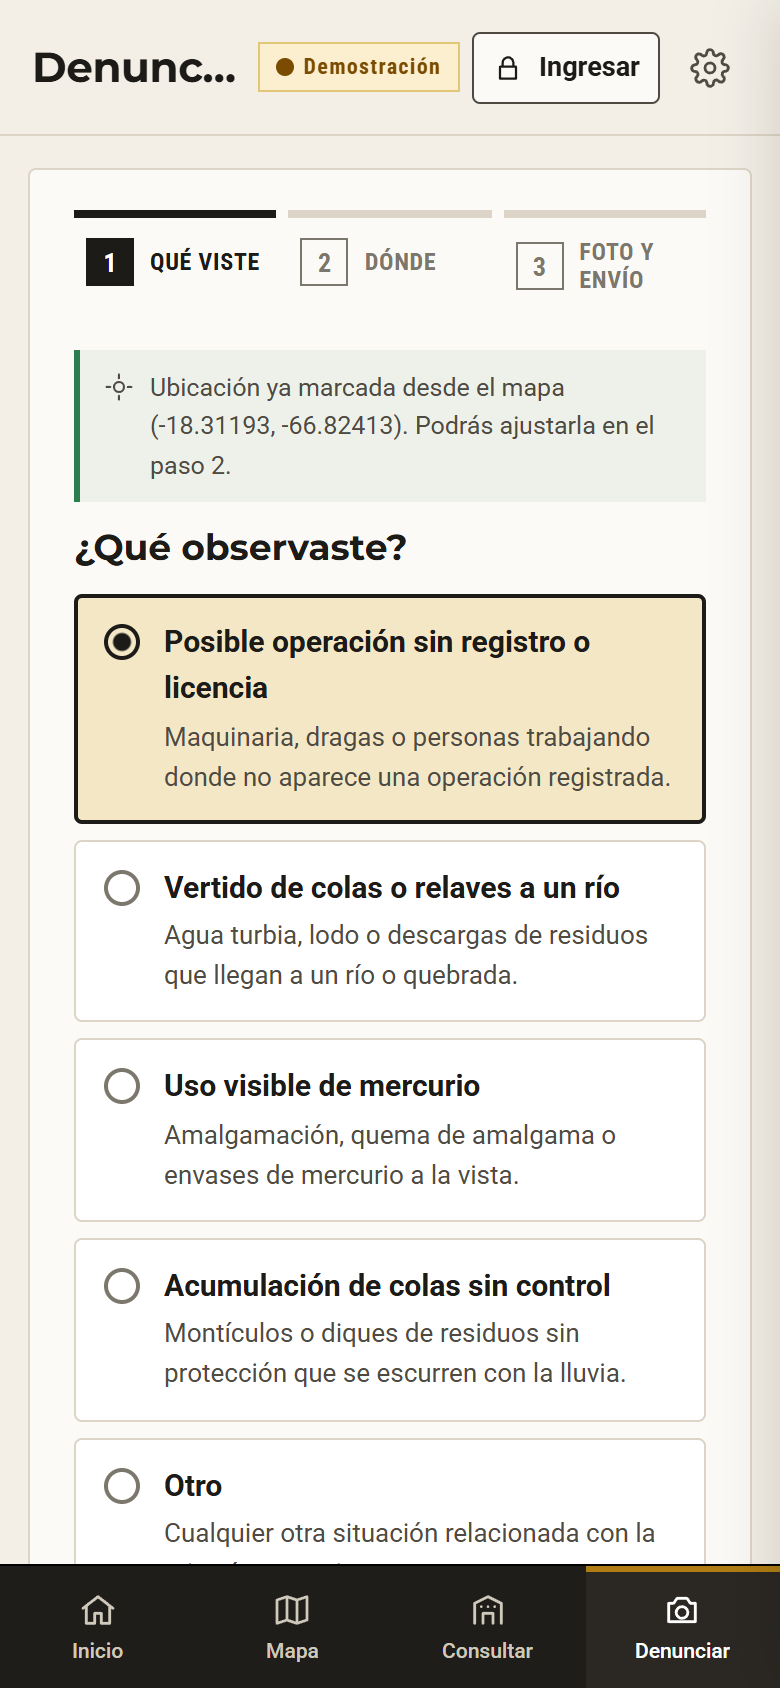 Denunc...
Demostración
Ingresar
1 QUÉ VISTE
2 DÓNDE
3 FOTO Y
ENVÍO
Ubicación ya marcada desde el mapa
(-18.31193, -66.82413). Podrás ajustarla en el
paso 2.
¿Qué observaste?
Posible operación sin registro o
licencia
Maquinaria, dragas o personas trabajando
donde no aparece una operación registrada.
Vertido de colas o relaves a un río
Agua turbia, lodo o descargas de residuos
que llegan a un río o quebrada.
Uso visible de mercurio
Amalgamación, quema de amalgama o
envases de mercurio a la vista.
Acumulación de colas sin control
Montículos o diques de residuos sin
protección que se escurren con la lluvia.
Otro
Cualquier otra situación relacionada con la
Inicio
Mapa
Consultar
Denunciar